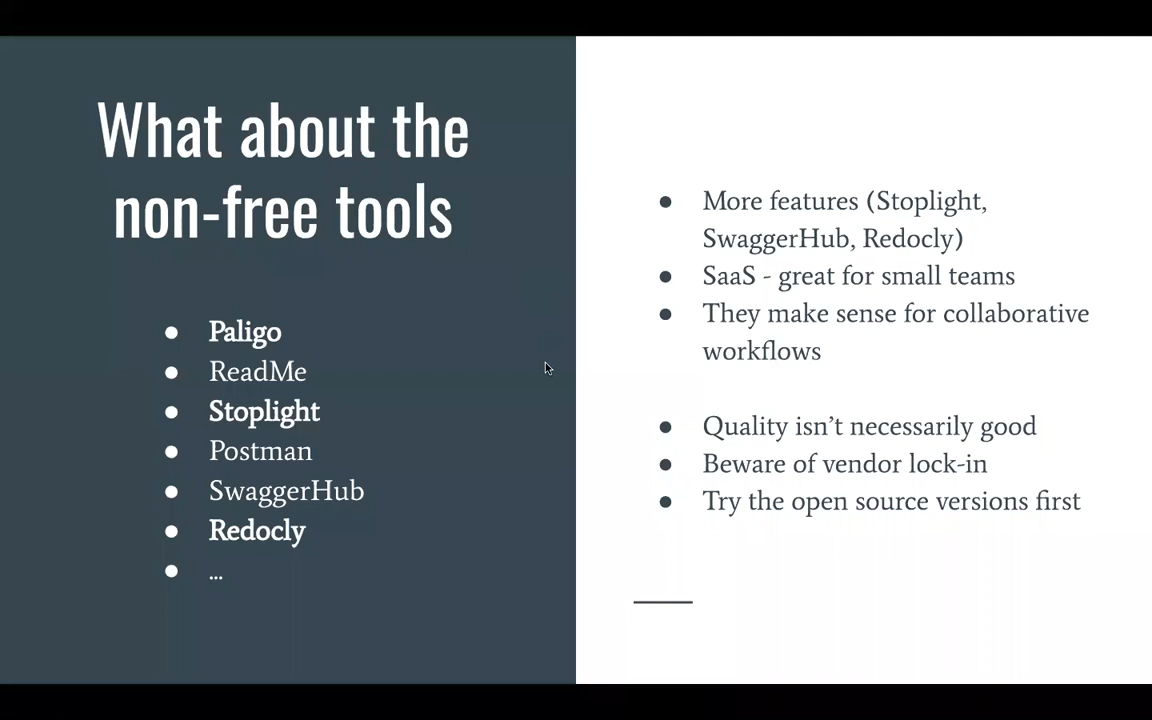 What about the
non-free tools
● Paligo
● ReadMe
● Stoplight
● Postman
● SwaggerHub
● Redocly
● ...
● More features (Stoplight,
SwaggerHub, Redocly)
● SaaS - great for small teams
● They make sense for collaborative
workflows
● Quality isn’t necessarily good
● Beware of vendor lock-in
● Try the open source versions first